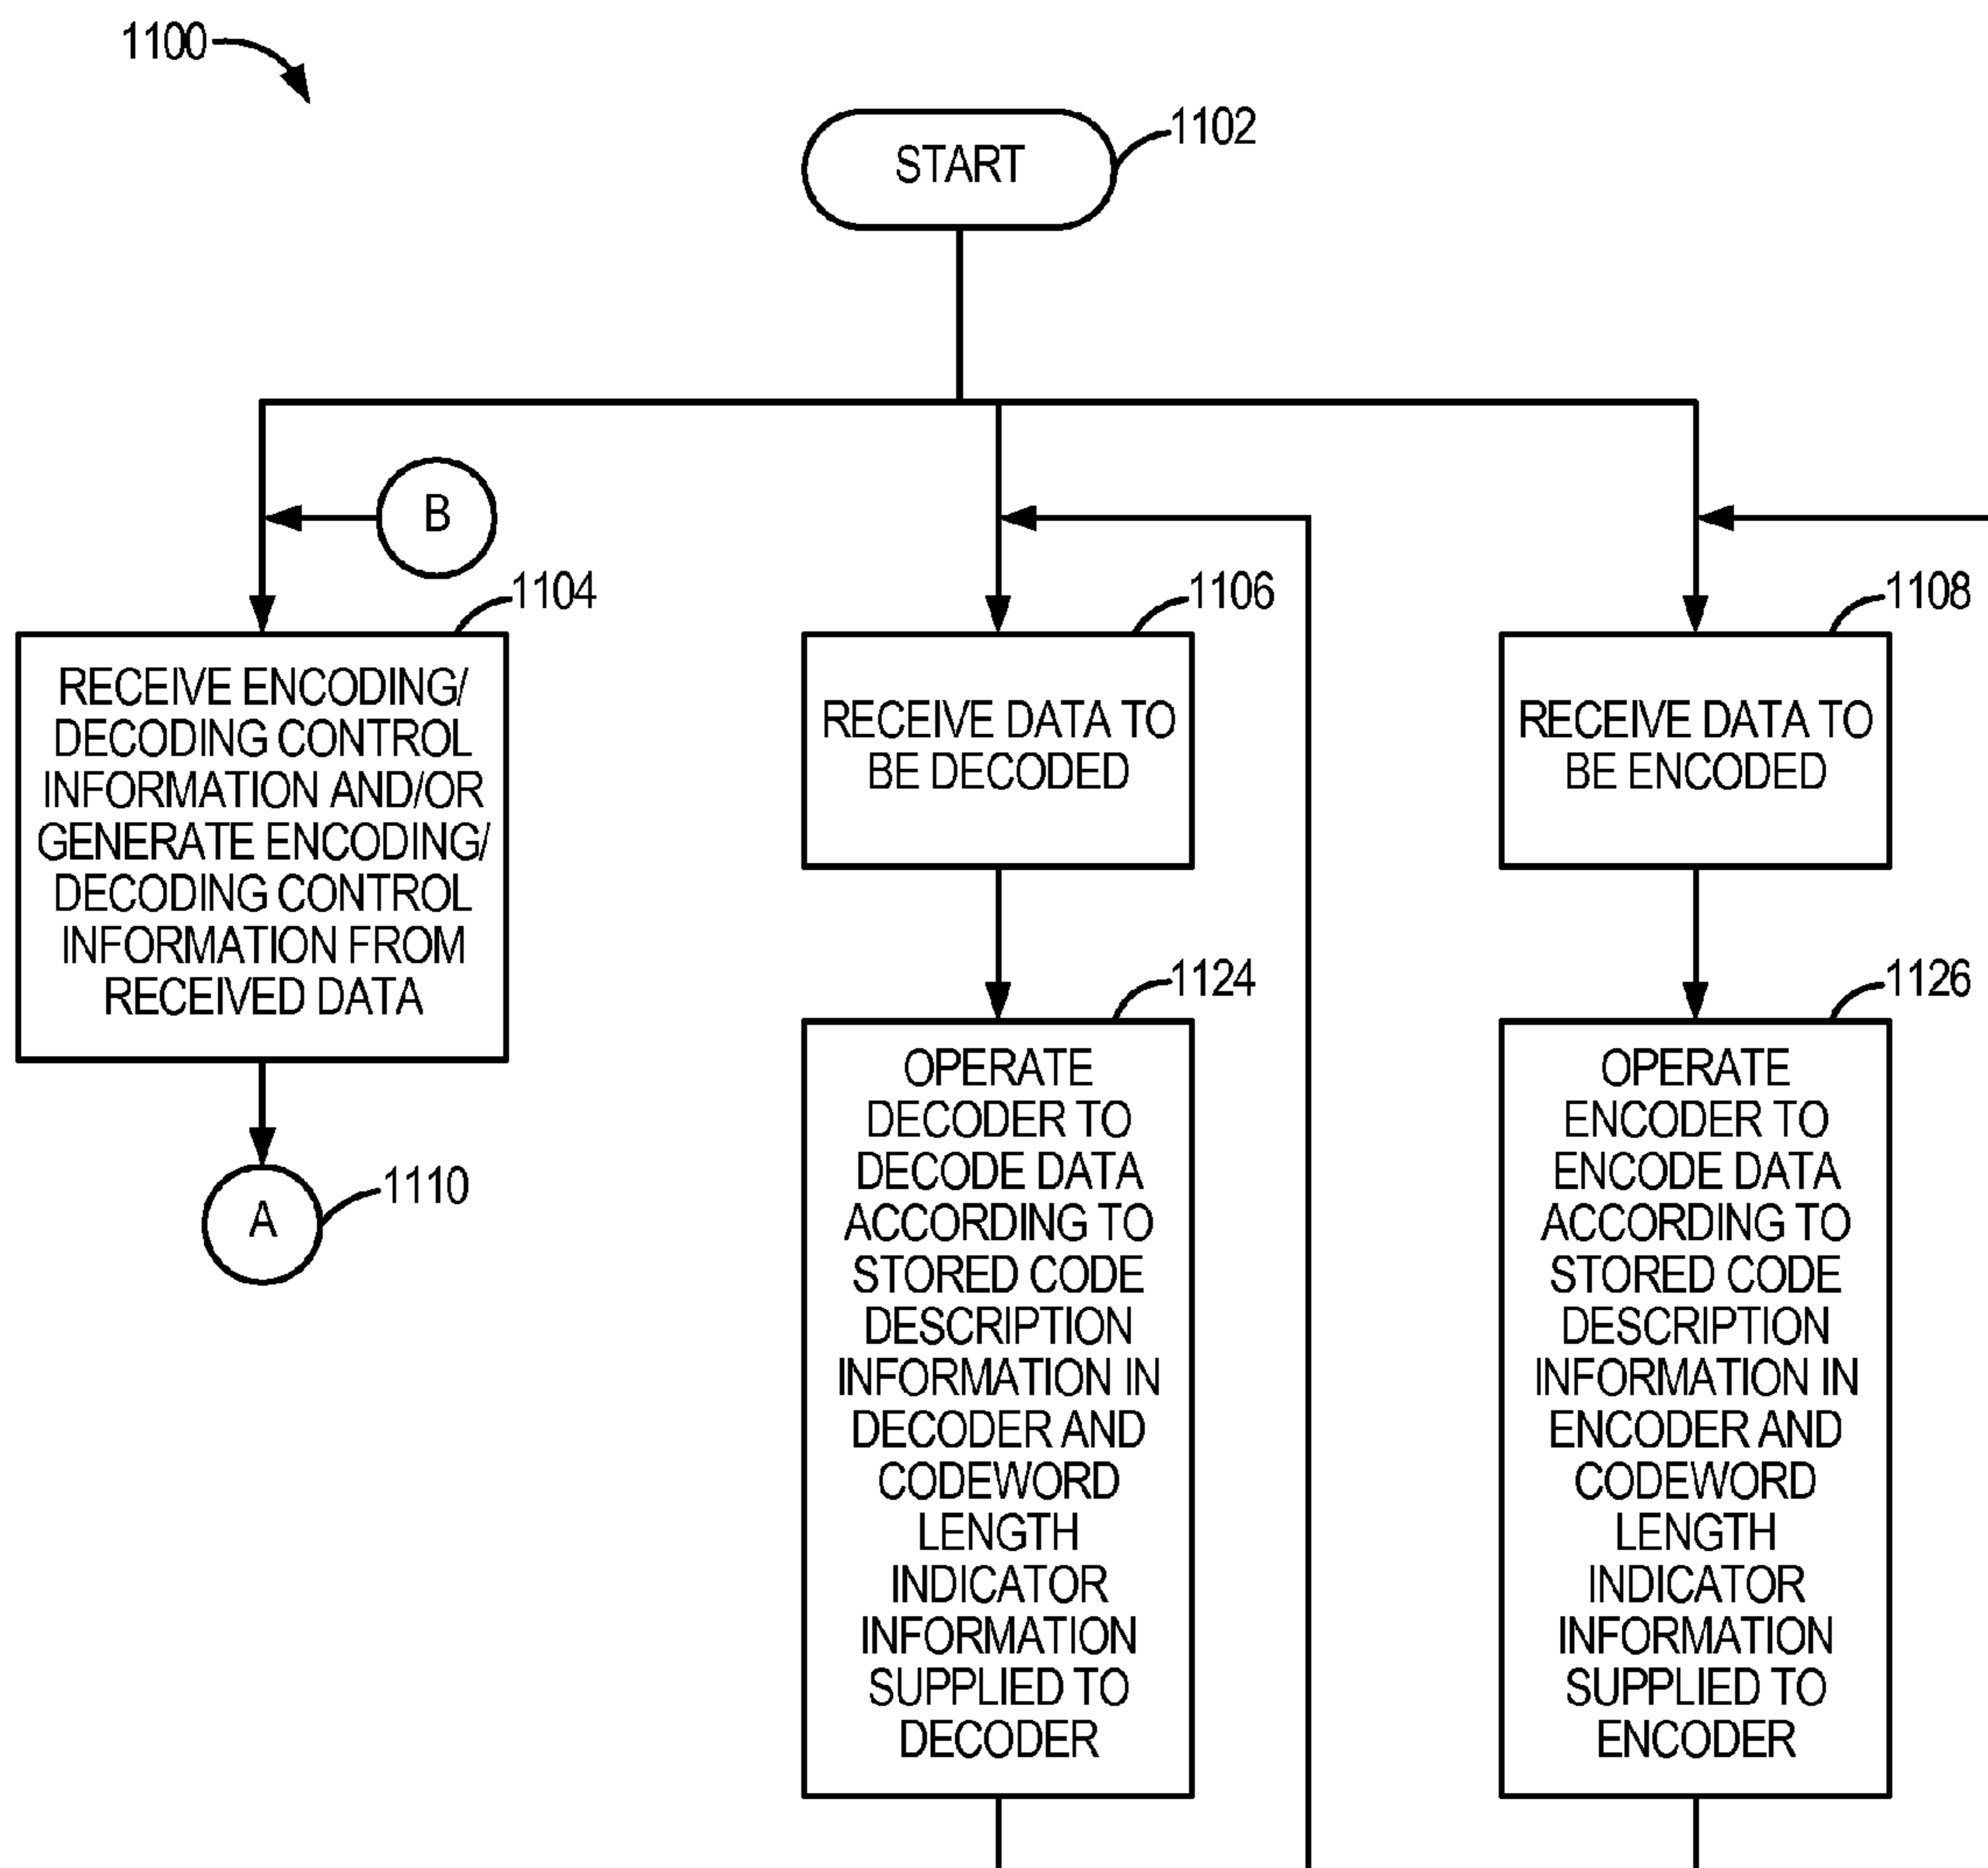 1100
1102
START
B
1104
RECEIVE ENCODING/
DECODING CONTROL
INFORMATION AND/OR
GENERATE ENCODING/
DECODING CONTROL
INFORMATION FROM
RECEIVED DATA
1110
A
1106
RECEIVE DATA TO
BE DECODED
1124
OPERATE
DECODER TO
DECODE DATA
ACCORDING TO
STORED CODE
DESCRIPTION
INFORMATION IN
DECODER AND
CODEWORD
LENGTH
INDICATOR
INFORMATION
SUPPLIED TO
DECODER
1108
RECEIVE DATA TO
BE ENCODED
1126
OPERATE
ENCODER TO
ENCODE DATA
ACCORDING TO
STORED CODE
DESCRIPTION
INFORMATION IN
ENCODER AND
CODEWORD
LENGTH
INDICATOR
INFORMATION
SUPPLIED TO
ENCODER